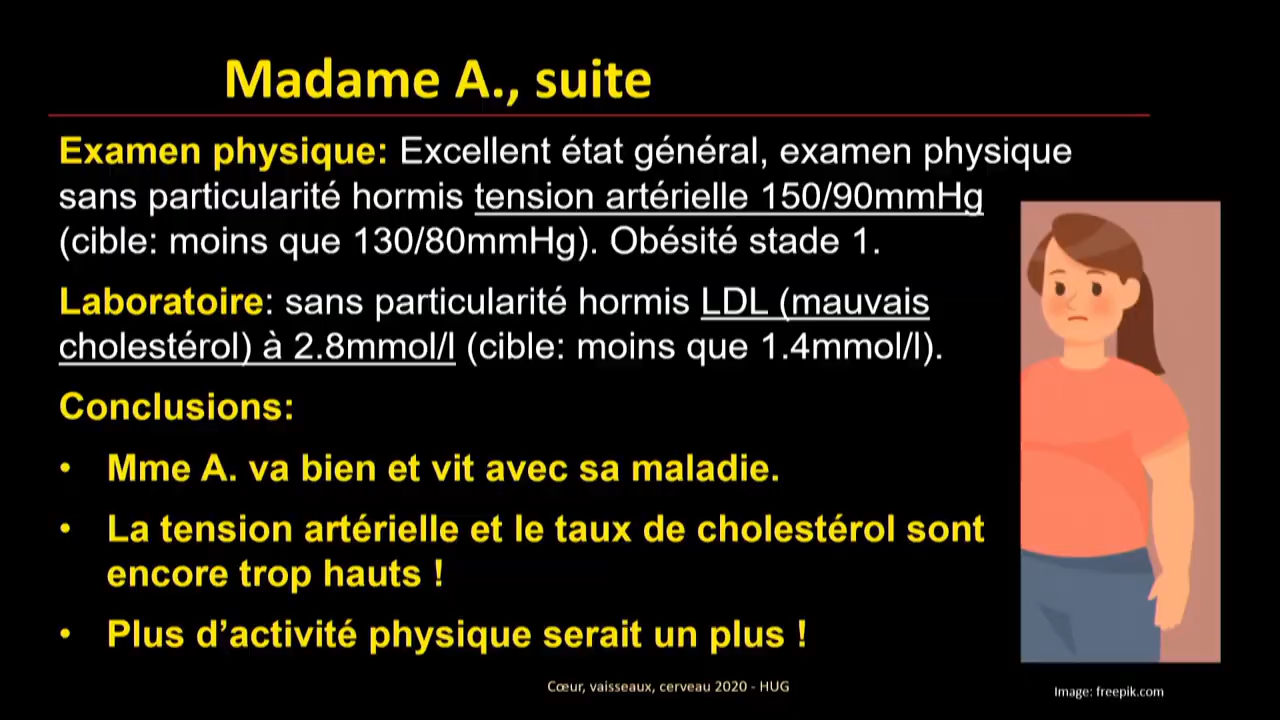 Madame A., suite
Examen physique: Excellent état général, examen physique
sans particularité hormis tension artérielle 150/90mmHg
(cible: moins que 130/80mmHg). Obésité stade 1.
Laboratoire: sans particularité hormis LDL (mauvais
cholestérol) à 2.8mmol/l (cible: moins que 1.4mmol/l).
Conclusions:
• Mme A. va bien et vit avec sa maladie.
• La tension artérielle et le taux de cholestérol sont
encore trop hauts !
• Plus d’activité physique serait un plus !
Cœur, vaisseaux, cerveau 2020 - HUG
Image: freepik.com